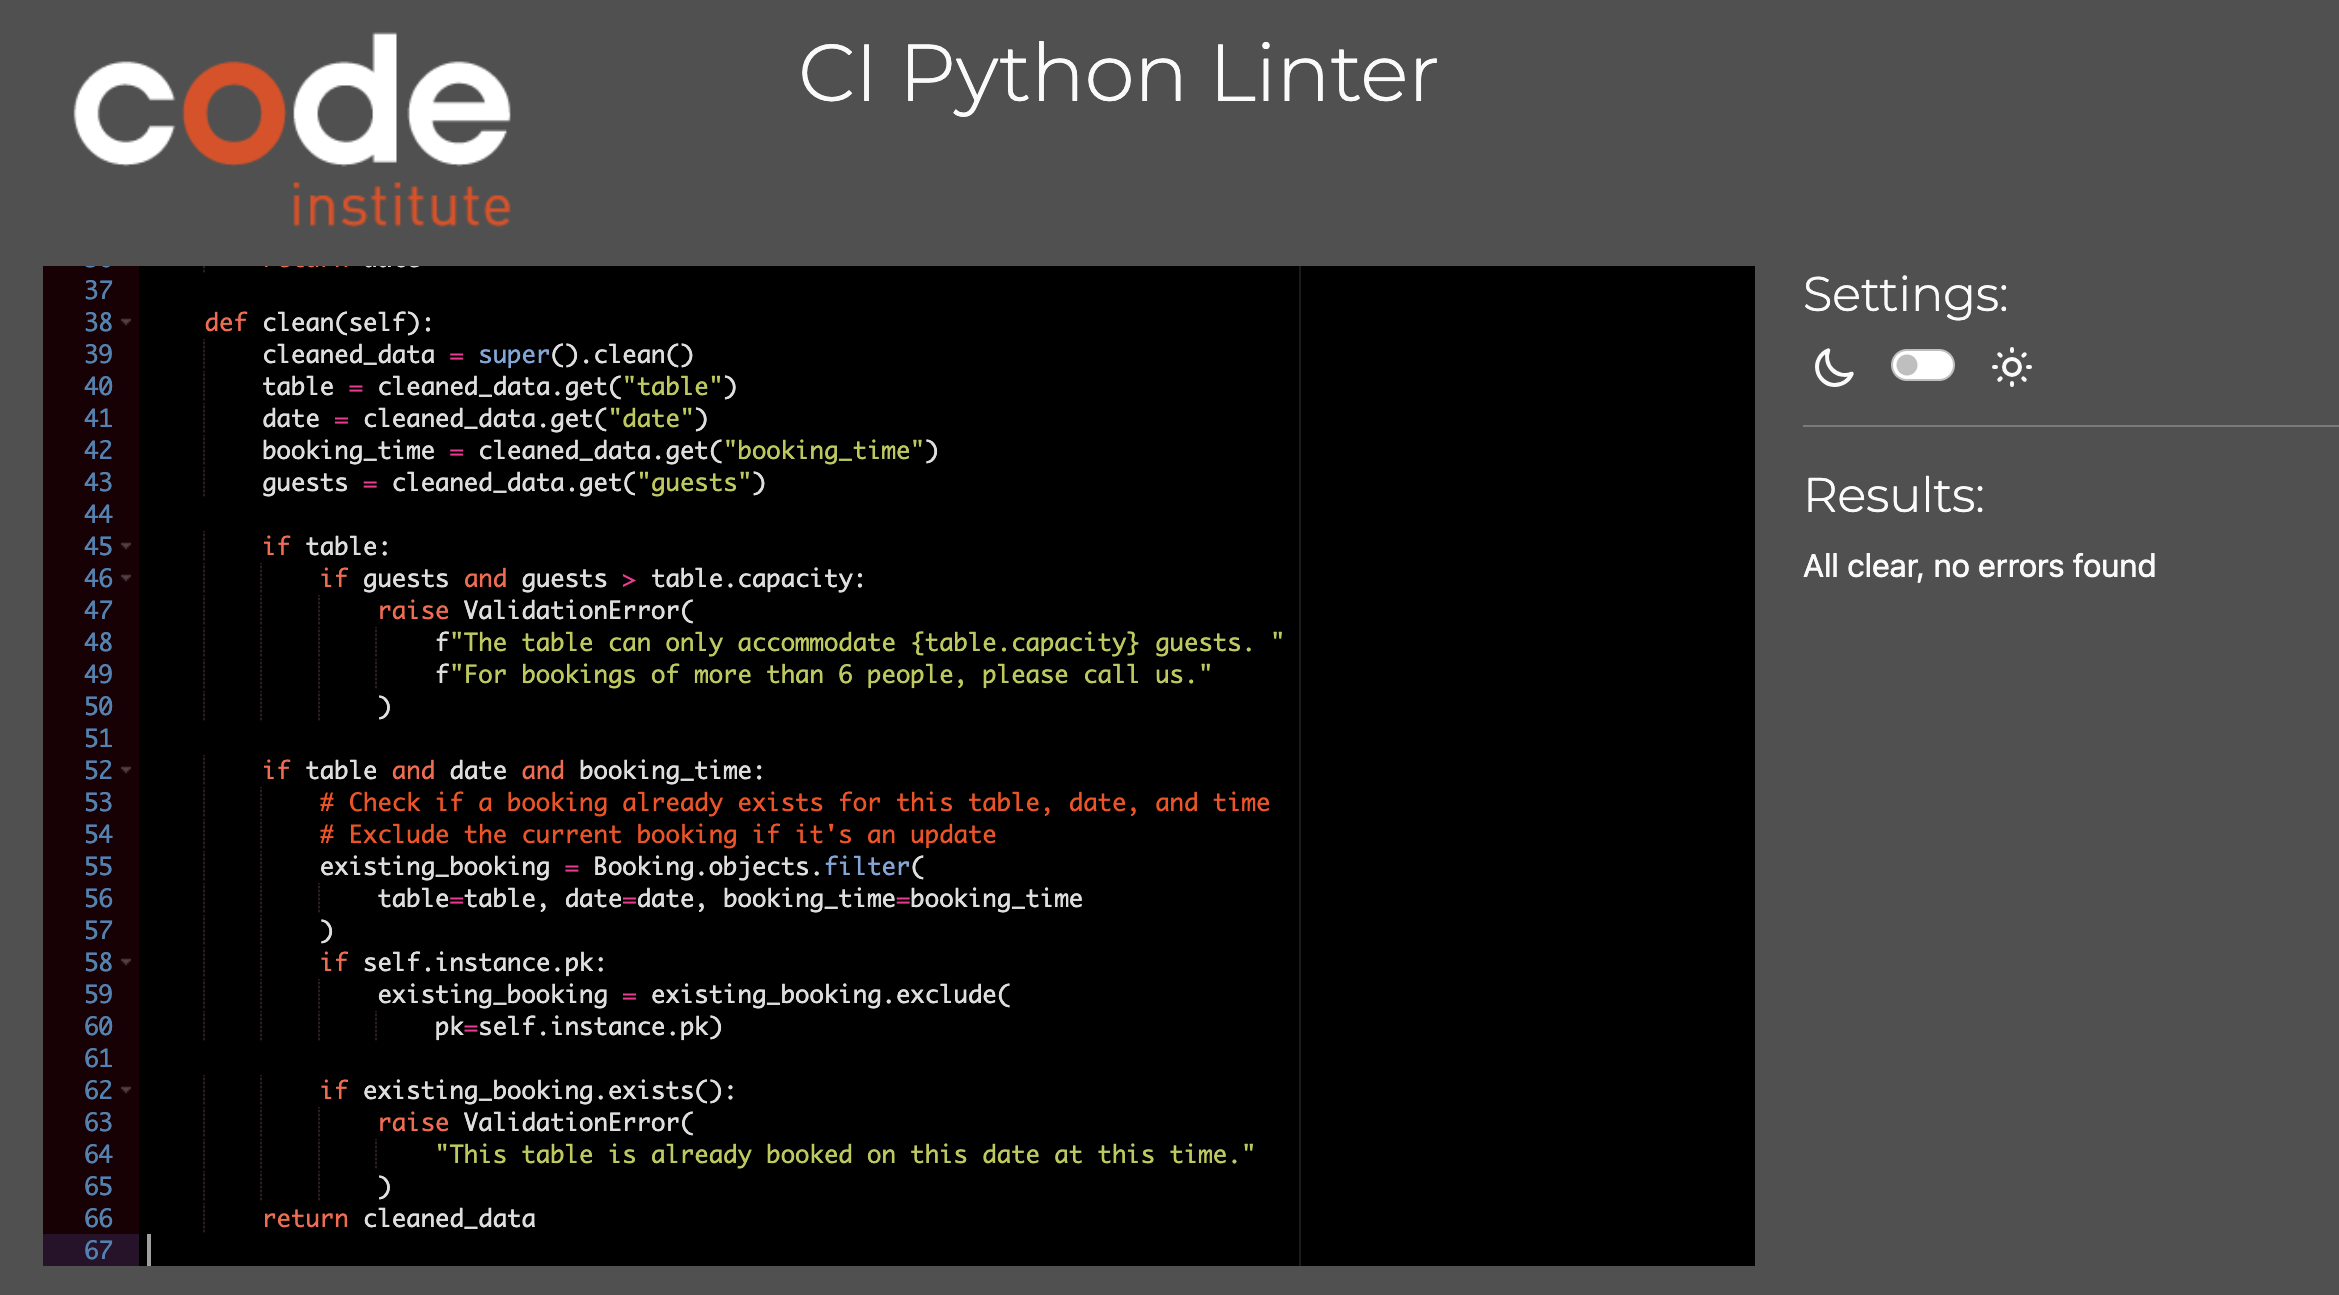 code
institute
CI Python Linter
37
38 def clean(self):
39 cleaned_data = super().clean()
40 table = cleaned_data.get("table")
41 date = cleaned_data.get("date")
42 booking_time = cleaned_data.get("booking_time")
43 guests = cleaned_data.get("guests")
44
45 if table:
46 if guests and guests > table.capacity:
47 raise ValidationError(
48 f"The table can only accommodate {table.capacity} guests. "
49 f"For bookings of more than 6 people, please call us."
50 )
51
52 if table and date and booking_time:
53 # Check if a booking already exists for this table, date, and time
54 # Exclude the current booking if it's an update
55 existing_booking = Booking.objects.filter(
56 table=table, date=date, booking_time=booking_time
57 )
58 if self.instance.pk:
59 existing_booking = existing_booking.exclude(
60 pk=self.instance.pk)
61
62 if existing_booking.exists():
63 raise ValidationError(
64 "This table is already booked on this date at this time."
65 )
66 return cleaned_data
67
Settings:
Results:
All clear, no errors found